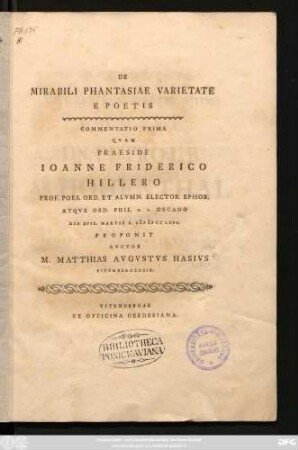 DE
MIRABILI PHANTASIAE VARIETATE
E POETIS
COMMENTATIO PRIMA
QVAM
PRAESIDE
IOANNE FRIDERICO
HILLERO
PROF. POES. ORD. ET ALVMN. ELECTOR. EPHOR.
ATQVE ORD. PHIL. DECANO
PROPONIT
AVCTOR
M. MATTHIAS AVGVSTVS HASIVS
VITEMBERGAE
EX OFFICINA GERDESIANA.
BIBLIOTHECA
PONICKAVIANA